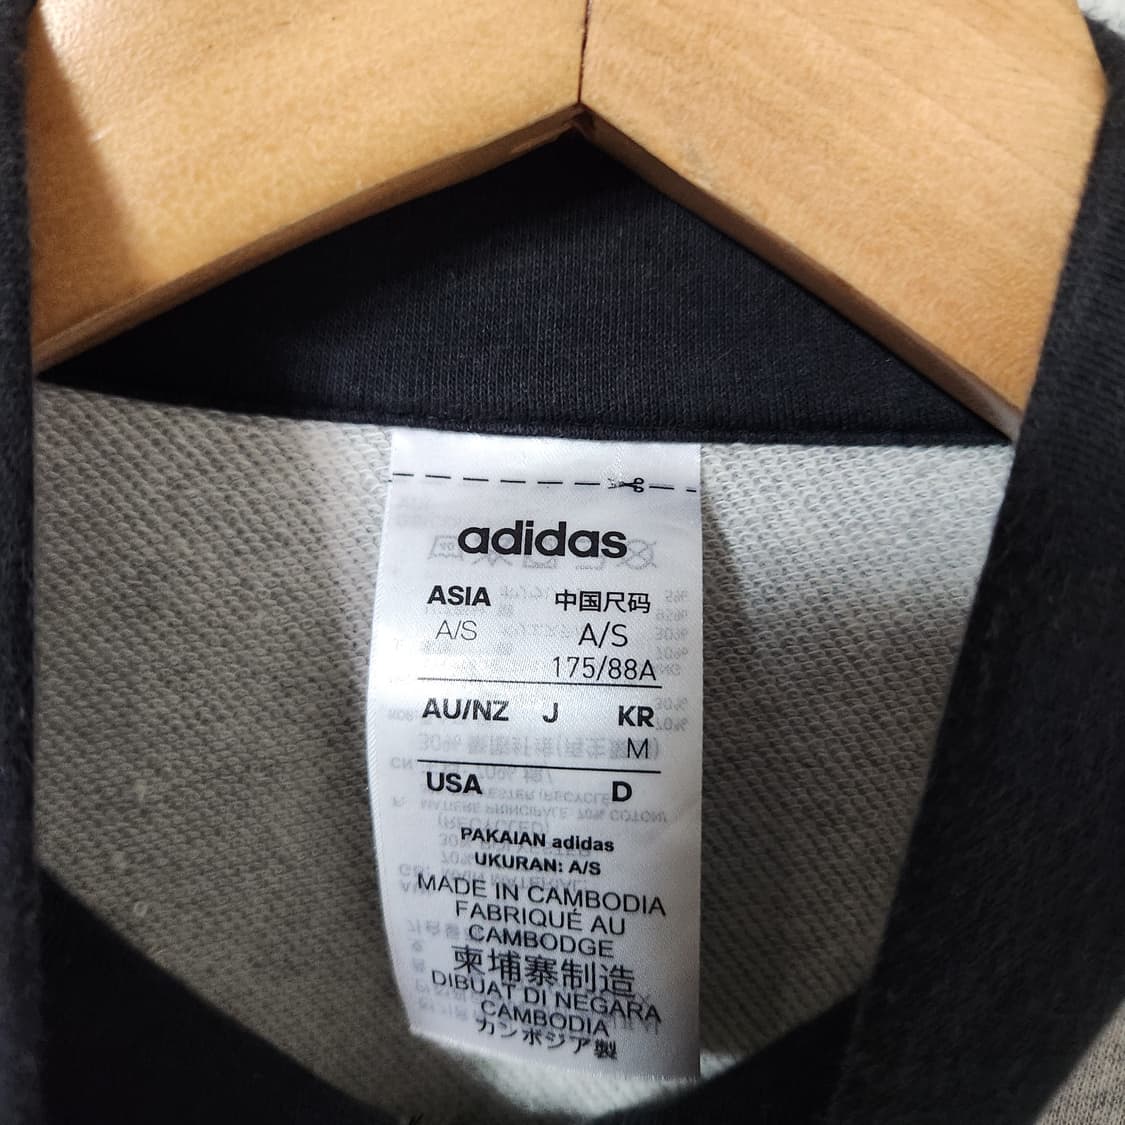 adidas
ASIA 中国尺码
A/S A/S
175/88A
AU/NZ J KR
M
USA D
PAKAIAN adidas
UKURAN: A/S
MADE IN CAMBODIA
FABRIQUÉ AU
CAMBODGE
柬埔寨制造
DIBUAT DI NEGARA
CAMBODIA
カンボジア製